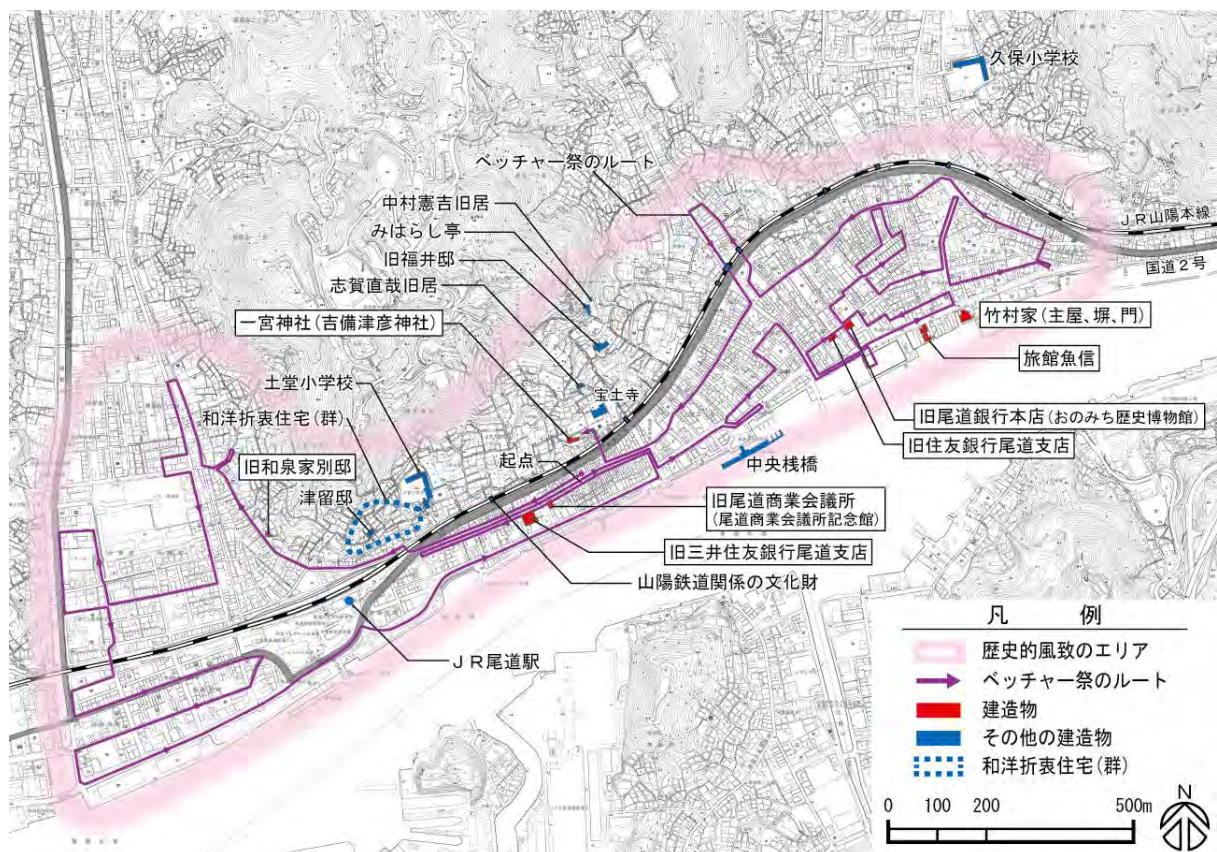 久保小学校
ベッチャー祭のルート
中村憲吉旧居
みはらし亭
旧福井邸
志賀直哉旧居
一宮神社(吉備津彦神社)
土堂小学校
和洋折衷住宅(群)
旧和泉家別邸
津留邸
宝土寺
起点
JR山陽本線
国道2号
竹村家(主屋、塀、門)
旅館魚信
旧尾道銀行本店(おのみち歴史博物館)
旧住友銀行尾道支店
中央桟橋
旧尾道商業会議所
(尾道商業会議所記念館)
旧三井住友銀行尾道支店
山陽鉄道関係の文化財
JR尾道駅
凡 例
歴史的風致のエリア
ベッチャー祭のルート
建造物
その他の建造物
和洋折衷住宅(群)
0 100 200 500m
N